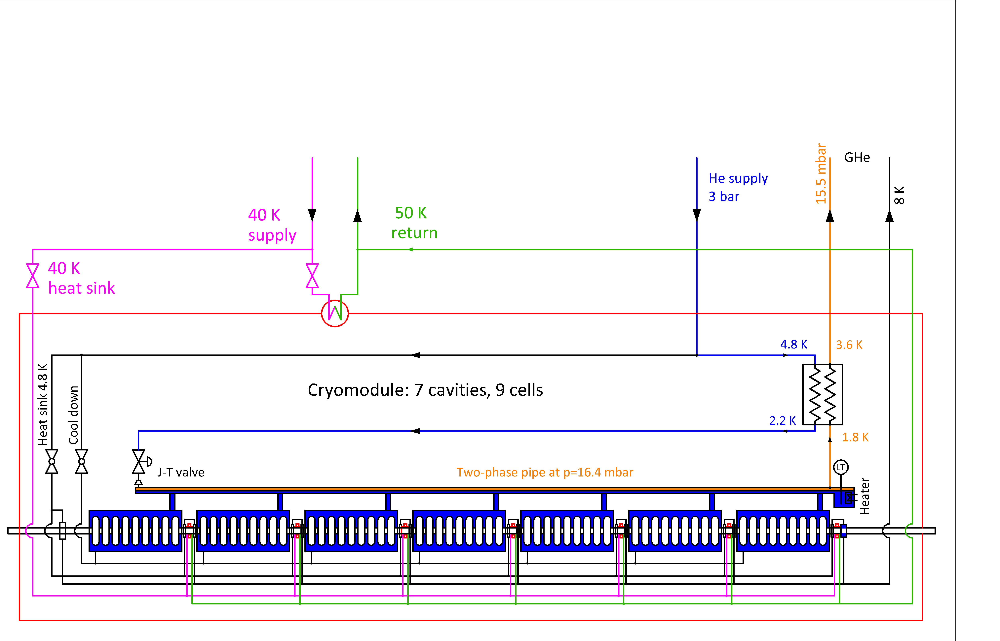 15.5 mbar
GHe
He supply
3 bar
8 K
40 K
supply
50 K
return
40 K
heat sink
4.8 K
3.6 K
Heat sink 4.8 K
Cool down
Cryomodule: 7 cavities, 9 cells
2.2 K
1.8 K
J-T valve
Two-phase pipe at p=16.4 mbar
LT
Heater